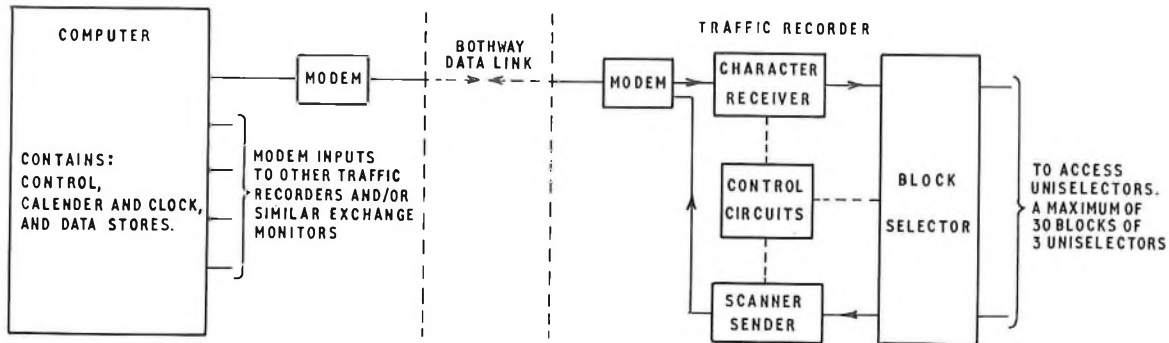 COMPUTER
CONTAINS:
CONTROL,
CALENDER AND CLOCK,
AND DATA STORES.
MODEM
MODEM INPUTS
TO OTHER TRAFFIC
RECORDERS AND/OR
SIMILAR EXCHANGE
MONITORS
BOTHWAY
DATA LINK
TRAFFIC RECORDER
MODEM
CHARACTER
RECEIVER
CONTROL
CIRCUITS
SCANNER
SENDER
BLOCK
SELECTOR
TO ACCESS
UNISELECTORS.
A MAXIMUM OF
30 BLOCKS OF
3 UNISELECTORS